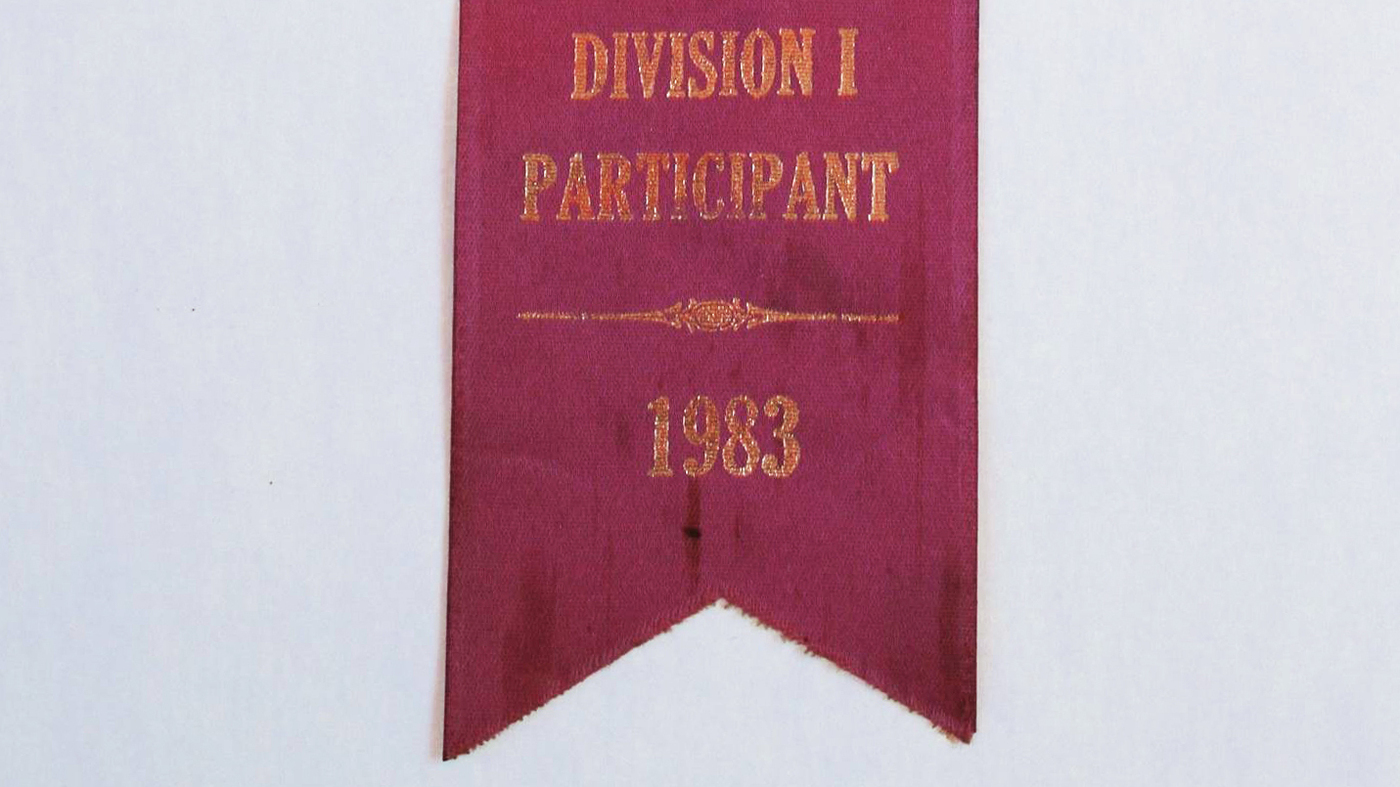 DIVISION I
PARTICIPANT
1983